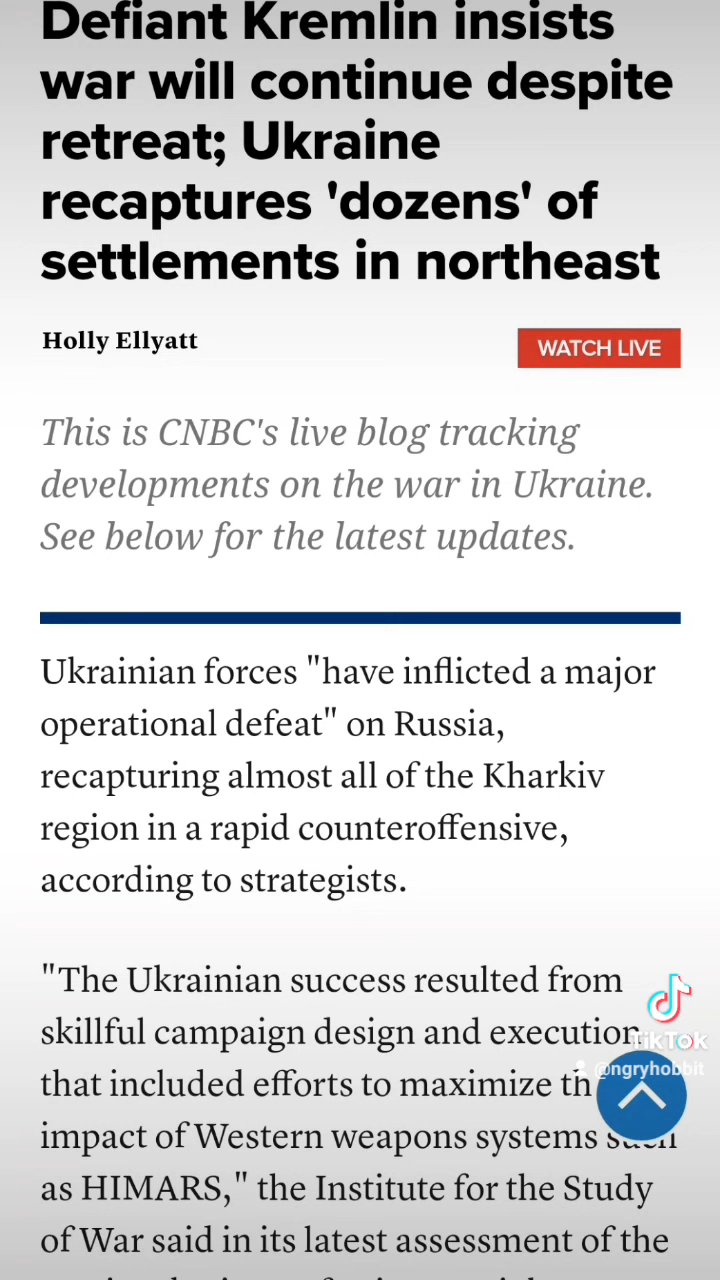 Defiant Kremlin insists
war will continue despite
retreat; Ukraine
recaptures 'dozens' of
settlements in northeast
Holly Ellyatt
WATCH LIVE
This is CNBC's live blog tracking
developments on the war in Ukraine.
See below for the latest updates.
Ukrainian forces "have inflicted a major
operational defeat" on Russia,
recapturing almost all of the Kharkiv
region in a rapid counteroffensive,
according to strategists.
"The Ukrainian success resulted from
skillful campaign design and execution
that included efforts to maximize th
impact of Western weapons systems such
as HIMARS," the Institute for the Study
of War said in its latest assessment of the
TikTok
@ngryhobbit